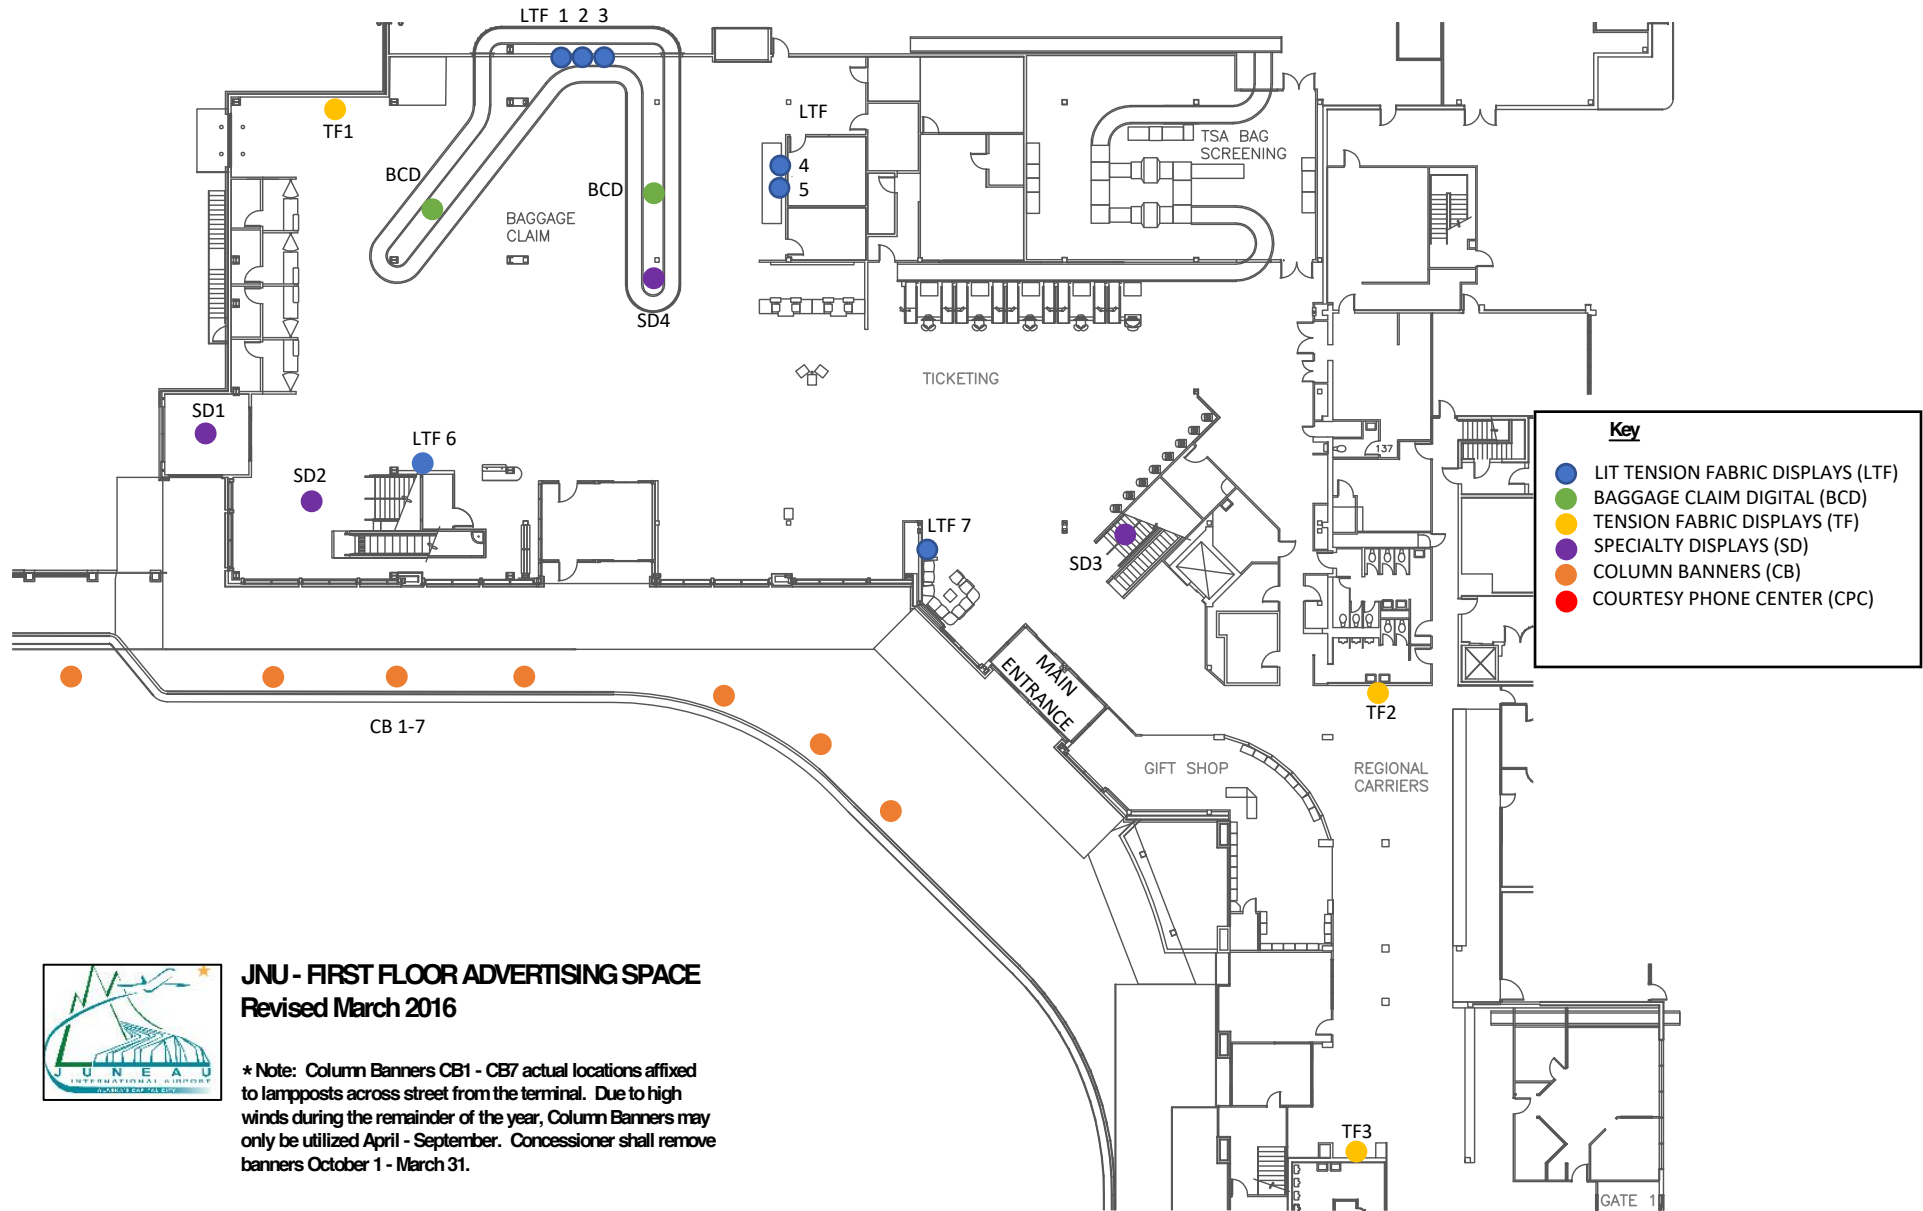 LTF 1 2 3
TF1
LTF
4
5
BCD
BCD
BAGGAGE
CLAIM
SD4
TSA BAG
SCREENING
TICKETING
SD1
LTF 6
SD2
LTF 7
SD3
137
Key
LIT TENSION FABRIC DISPLAYS (LTF)
BAGGAGE CLAIM DIGITAL (BCD)
TENSION FABRIC DISPLAYS (TF)
SPECIALTY DISPLAYS (SD)
COLUMN BANNERS (CB)
COURTESY PHONE CENTER (CPC)
MAIN
ENTRANCE
TF2
CB 1-7
GIFT SHOP
REGIONAL
CARRIERS
JUNEAU
INTERNATIONAL AIRPORT
ALASKA'S CAPITAL CITY
JNU - FIRST FLOOR ADVERTISING SPACE
Revised March 2016
* Note: Column Banners CB1 - CB7 actual locations affixed
to lampposts across street from the terminal. Due to high
winds during the remainder of the year, Column Banners may
only be utilized April - September. Concessioner shall remove
banners October 1 - March 31.
TF3
GATE 1